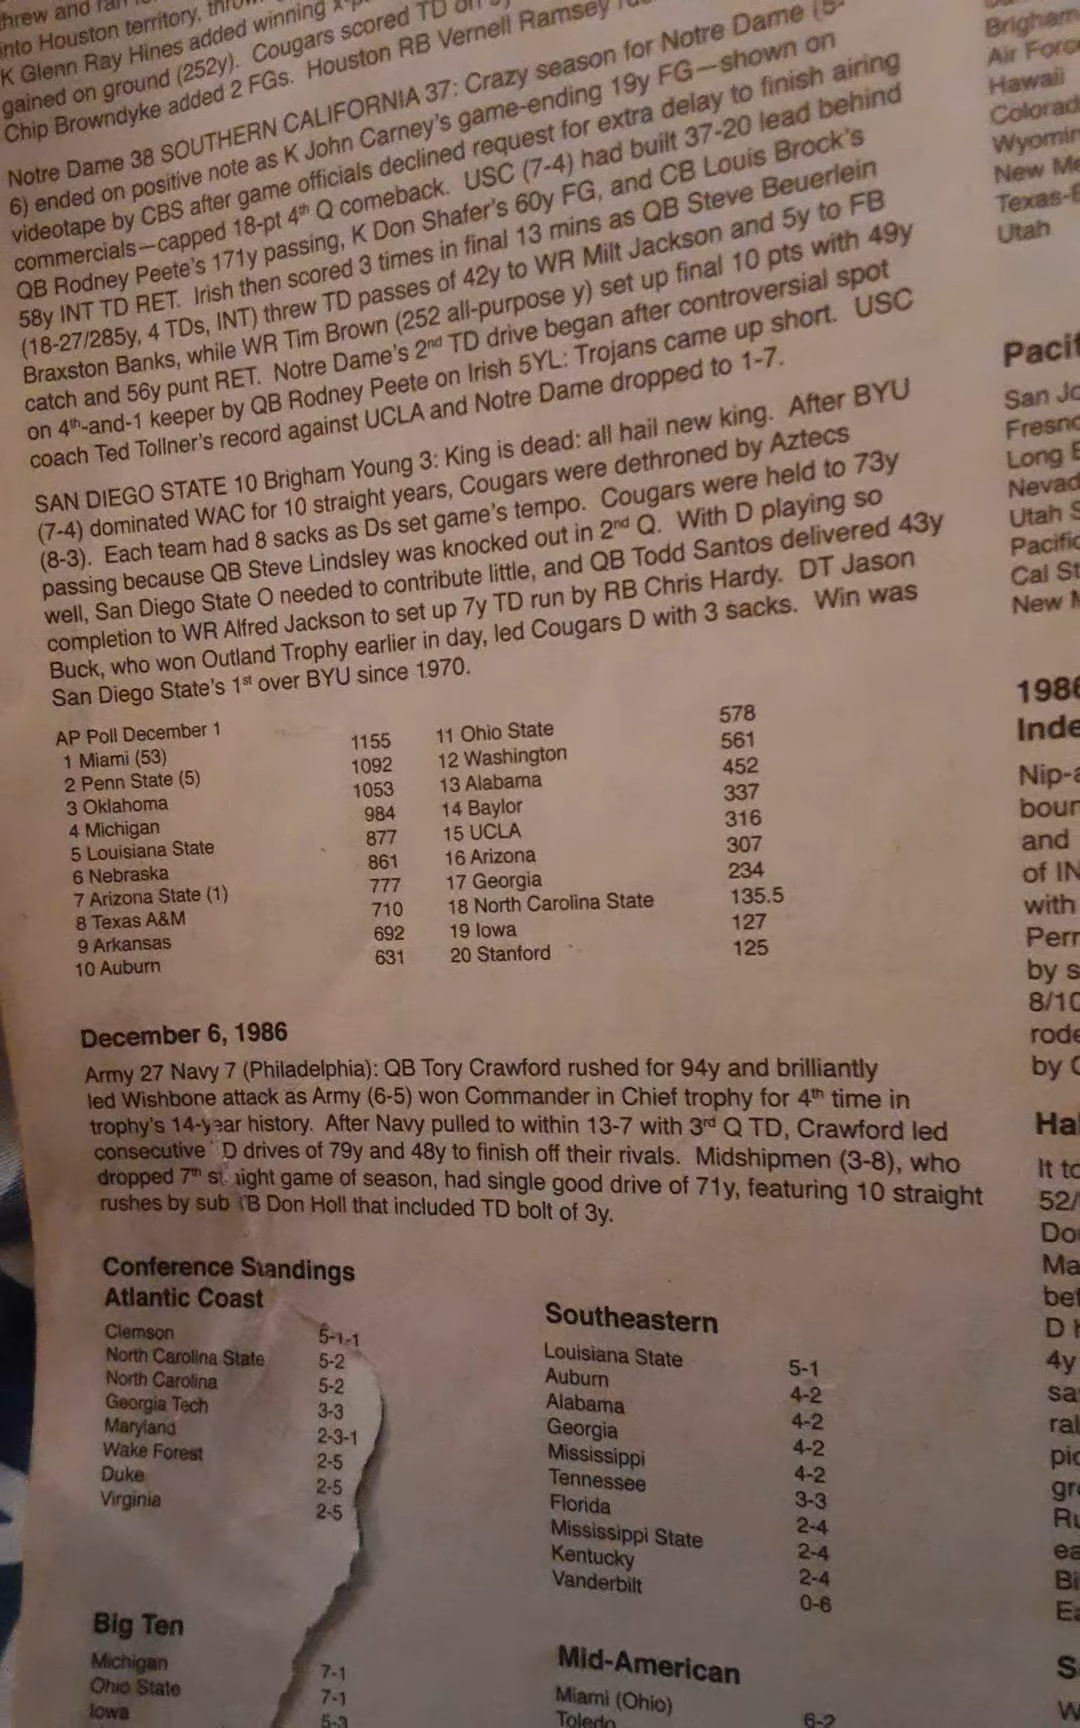 threw and ran
into Houston territory,
K Glenn Ray Hines added winning
gained on ground (252y). Cougars scored TD on
Chip Browndyke added 2 FGs. Houston RB Vernell Ramsey
Notre Dame 38 SOUTHERN CALIFORNIA 37: Crazy season for Notre Dame (5-
6) ended on positive note as K John Carney's game-ending 19y FG—shown on
videotape by CBS after game officials declined request for extra delay to finish airing
commercials—capped 18-pt 4th Q comeback. USC (7-4) had built 37-20 lead behind
QB Rodney Peete's 171y passing, K Don Shafer's 60y FG, and CB Louis Brock's
58y INT TD RET. Irish then scored 3 times in final 13 mins as QB Steve Beuerlein
(18-27/285y, 4 TDs, INT) threw TD passes of 42y to WR Milt Jackson and 5y to FB
Braxston Banks, while WR Tim Brown (252 all-purpose y) set up final 10 pts with 49y
catch and 56y punt RET. Notre Dame's 2nd TD drive began after controversial spot
on 4th-and-1 keeper by QB Rodney Peete on Irish 5YL: Trojans came up short. USC
coach Ted Tollner's record against UCLA and Notre Dame dropped to 1-7.
SAN DIEGO STATE 10 Brigham Young 3: King is dead: all hail new king. After BYU
(7-4) dominated WAC for 10 straight years, Cougars were dethroned by Aztecs
(8-3). Each team had 8 sacks as Ds set game's tempo. Cougars were held to 73y
passing because QB Steve Lindsley was knocked out in 2nd Q. With D playing so
well, San Diego State O needed to contribute little, and QB Todd Santos delivered 43y
completion to WR Alfred Jackson to set up 7y TD run by RB Chris Hardy. DT Jason
Buck, who won Outland Trophy earlier in day, led Cougars D with 3 sacks. Win was
San Diego State's 1st over BYU since 1970.
AP Poll December 1
1 Miami (53) 1155 11 Ohio State 578
2 Penn State (5) 1092 12 Washington 561
3 Oklahoma 1053 13 Alabama 452
4 Michigan 984 14 Baylor 337
5 Louisiana State 877 15 UCLA 316
6 Nebraska 861 16 Arizona 307
7 Arizona State (1) 777 17 Georgia 234
8 Texas A&M 710 18 North Carolina State 135.5
9 Arkansas 692 19 Iowa 127
10 Auburn 631 20 Stanford 125
December 6, 1986
Army 27 Navy 7 (Philadelphia): QB Tory Crawford rushed for 94y and brilliantly
led Wishbone attack as Army (6-5) won Commander in Chief trophy for 4th time in
trophy's 14-year history. After Navy pulled to within 13-7 with 3rd Q TD, Crawford led
consecutive D drives of 79y and 48y to finish off their rivals. Midshipmen (3-8), who
dropped 7th straight game of season, had single good drive of 71y, featuring 10 straight
rushes by sub B Don Holl that included TD bolt of 3y.
Conference Standings
Atlantic Coast
Clemson 5-1-1
North Carolina State 5-2
North Carolina 5-2
Georgia Tech 3-3
Maryland 2-3-1
Wake Forest 2-5
Duke 2-5
Virginia 2-5
Big Ten
Michigan 7-1
Ohio State 7-1
Iowa 5-3
Southeastern
Louisiana State 5-1
Auburn 4-2
Alabama 4-2
Georgia 4-2
Mississippi 4-2
Tennessee 3-3
Florida 2-4
Mississippi State 2-4
Kentucky 2-4
Vanderbilt 0-6
Mid-American
Miami (Ohio) 6-2
Toledo
Brigham
Air Forc
Hawaii
Colorad
Wyomin
New Me
Texas-E
Utah
Pacif
San Jo
Fresno
Long B
Nevad
Utah S
Pacific
Cal St
New M
1986
Inde
Nip-a
boun
and
of IN
with
Perr
by s
8/10
rode
by
Ha
It to
52/
Do
Ma
bet
D
4y
sa
ral
pic
gr
Ru
ea
Bi
Ea
S
W